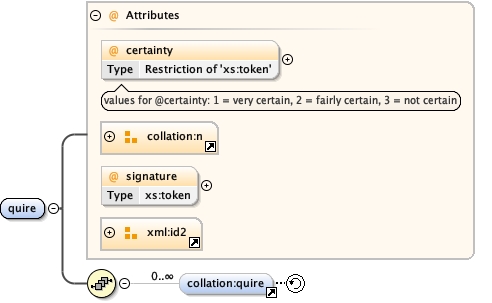 Attributes
@ certainty
Type Restriction of 'xs:token'
values for @certainty: 1 = very certain, 2 = fairly certain, 3 = not certain
collation:n
@ signature
Type xs:token
quire
xml:id2
0..∞
collation:quire